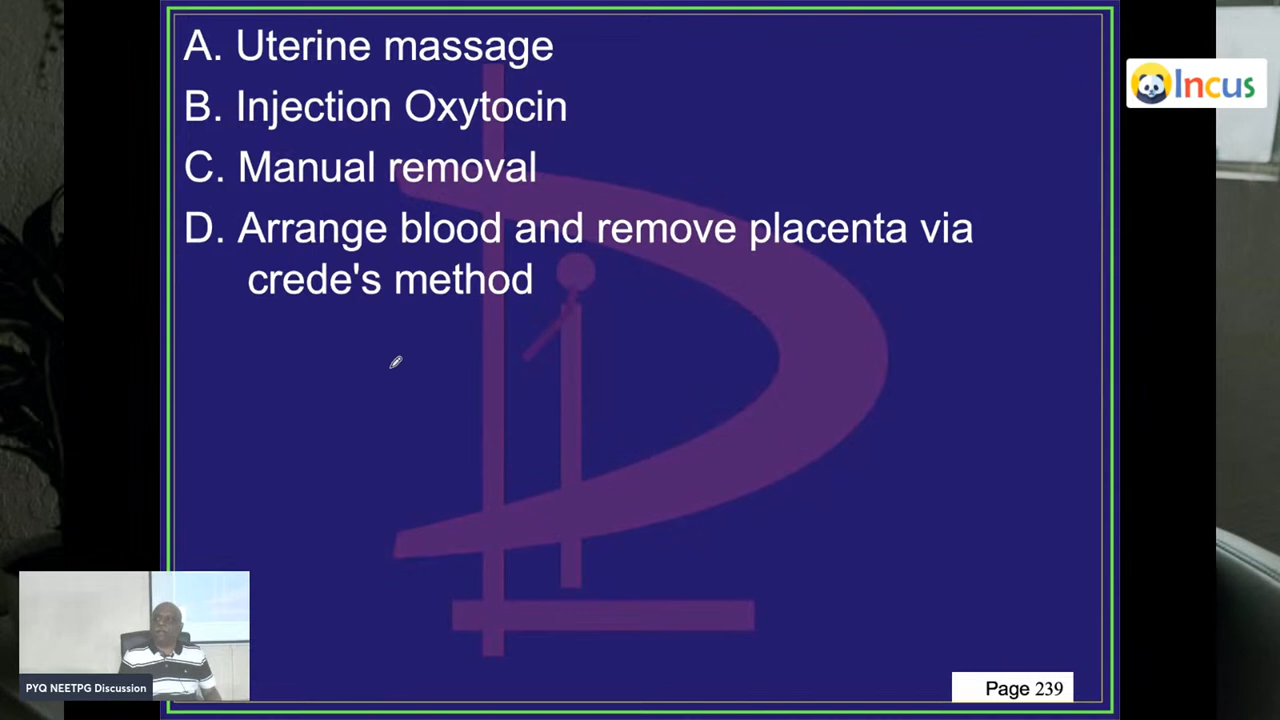 A. Uterine massage
B. Injection Oxytocin
C. Manual removal
D. Arrange blood and remove placenta via
crede's method
Incus
PYQ NEETPG Discussion
Page 239